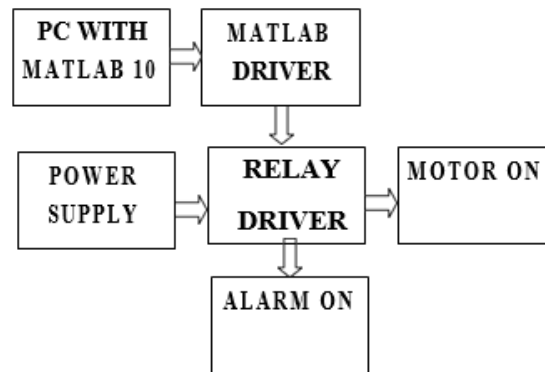 PC WITH
MATLAB 10
MATLAB
DRIVER
POWER
SUPPLY
RELAY
DRIVER
MOTOR ON
ALARM ON